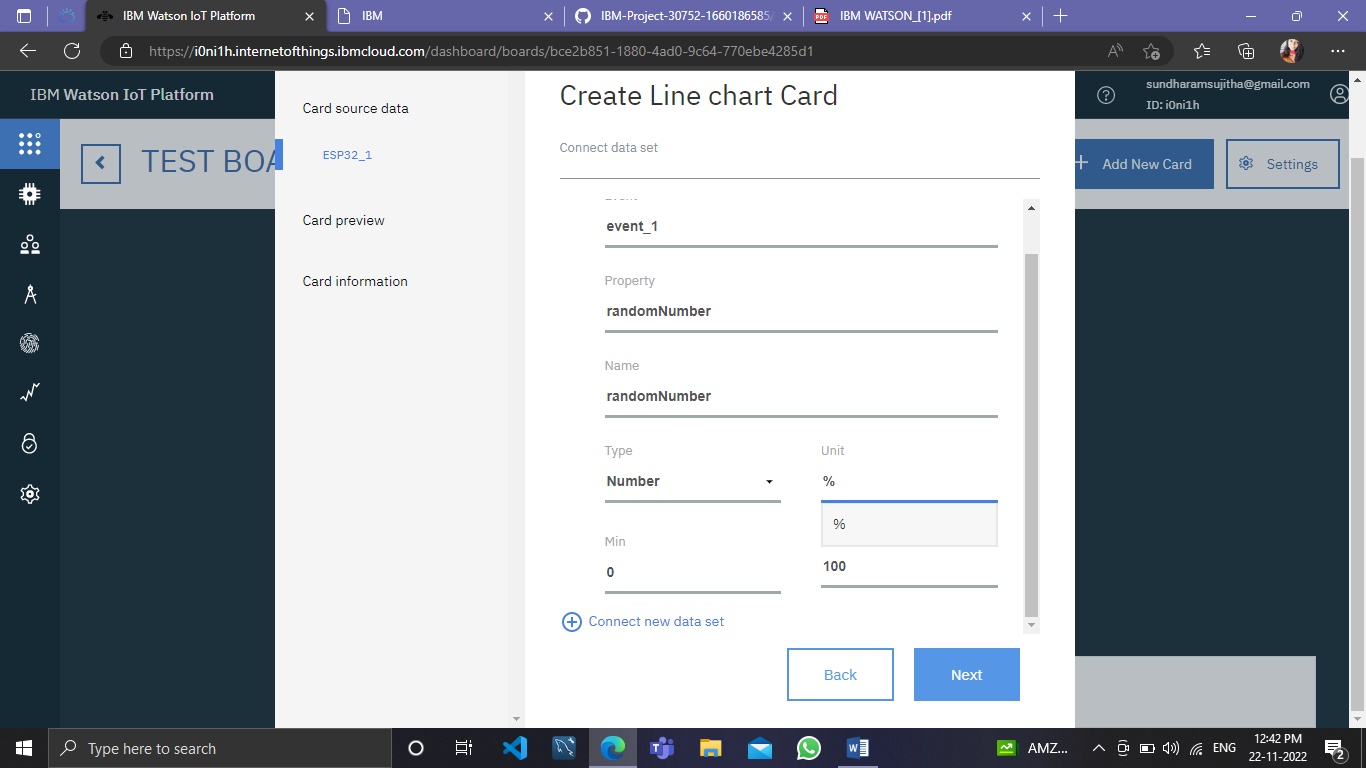 IBM Watson IoT Platform
IBM
IBM-Project-30752-1660186585/
IBM WATSON_[1].pdf
https://i0ni1h.internetofthings.ibmcloud.com/dashboard/boards/bce2b851-1880-4ad0-9c64-770ebe4285d1
IBM Watson IoT Platform
sundharamsujitha@gmail.com
ID: i0ni1h
TEST BOA
Add New Card
Settings
Card source data
ESP32_1
Card preview
Card information
Create Line chart Card
Connect data set
Event
event_1
Property
randomNumber
Name
randomNumber
Type
Unit
Number
%
%
Min
0
100
Connect new data set
Back
Next
Type here to search
AMZ...
ENG
12:42 PM
22-11-2022
2